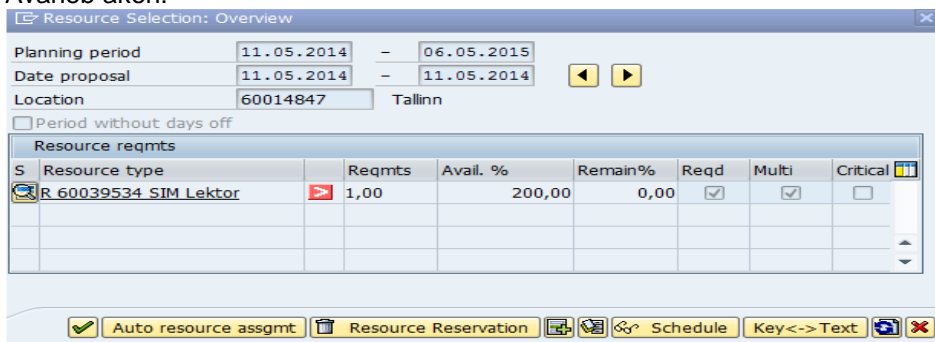 Avaneb aken:
Resource Selection: Overview
Planning period 11.05.2014 – 06.05.2015
Date proposal 11.05.2014 – 11.05.2014
Location 60014847 Tallinn
Period without days off
Resource reqmts
S Resource type Reqmts Avail. % Remain% Reqd Multi Critical
R 60039534 SIM Lektor 1,00 200,00 0,00
Auto resource assgmt Resource Reservation Schedule Key<->Text